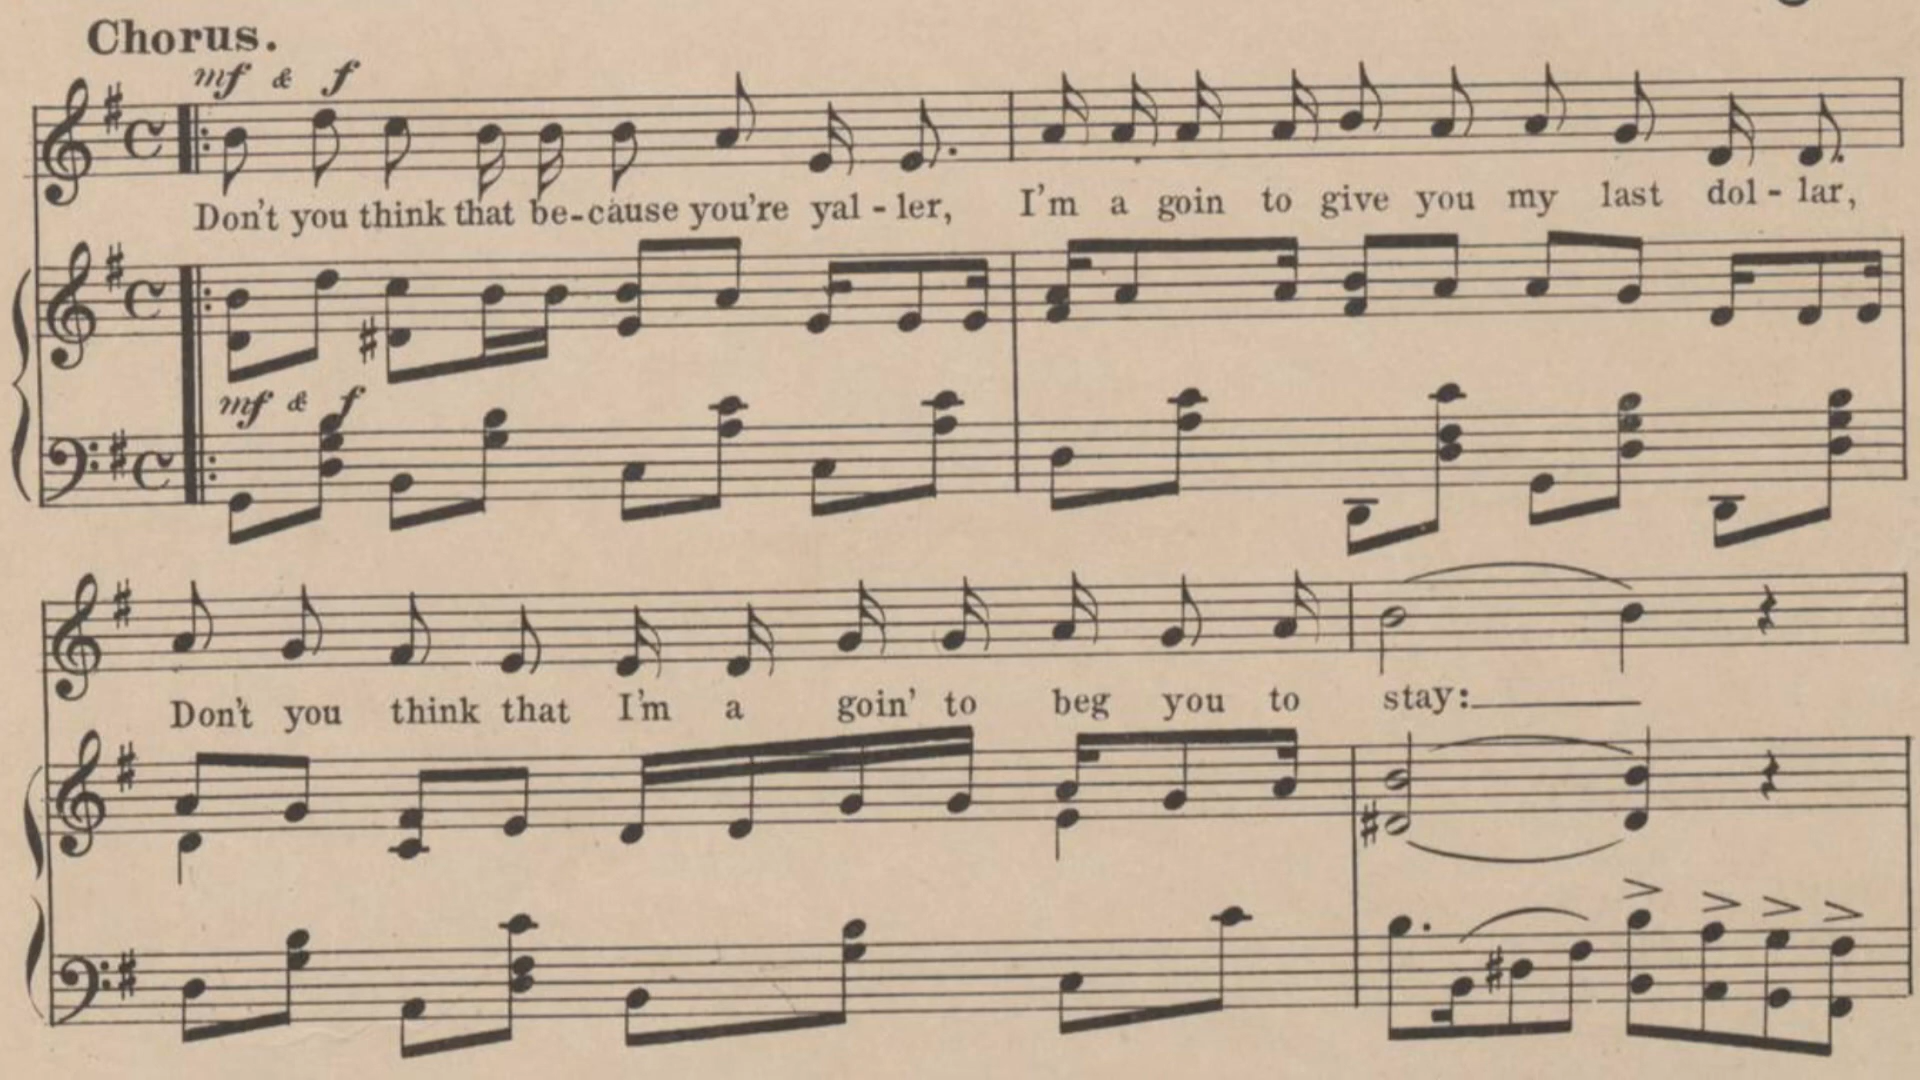 Chorus.
mf & f
Don't you think that be-cause you're yal-ler, I'm a goin to give you my last dol-lar,
mf & f
Don't you think that I'm a goin' to beg you to stay: